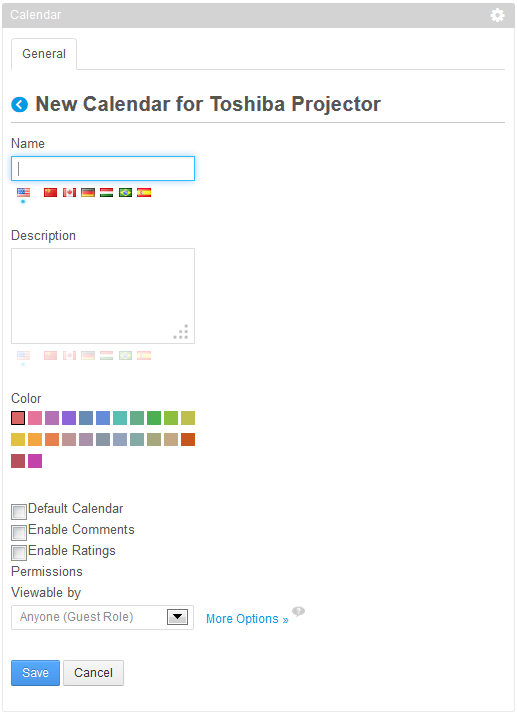 Calendar
General
New Calendar for Toshiba Projector
Name
Description
Color
Default Calendar
Enable Comments
Enable Ratings
Permissions
Viewable by
Anyone (Guest Role)
More Options »
?
Save
Cancel